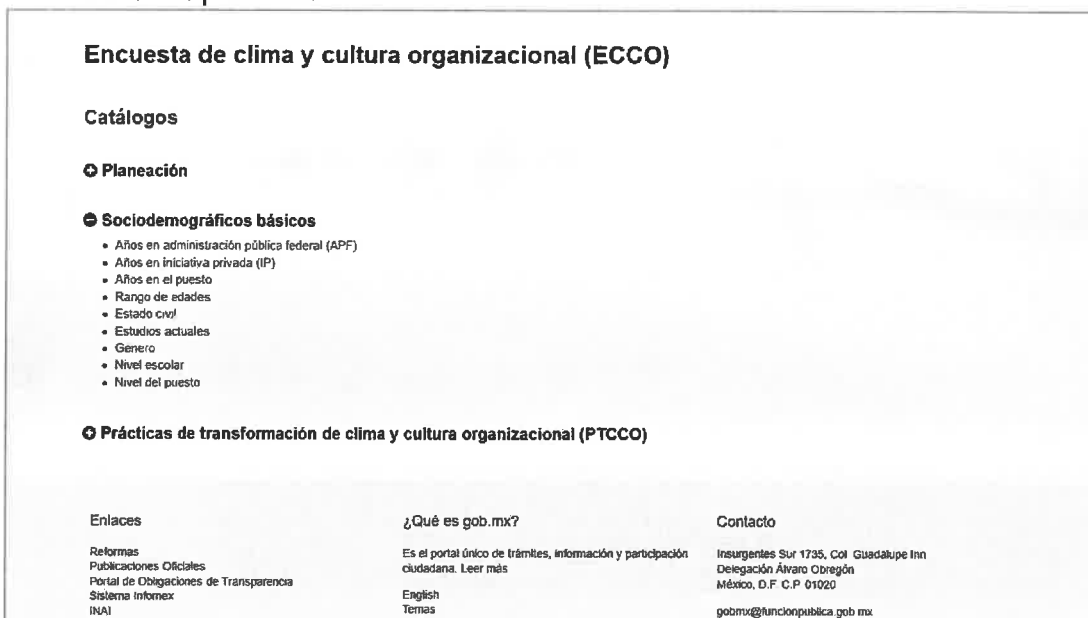 Encuesta de clima y cultura organizacional (ECCO)
Catálogos
Planeación
Sociodemográficos básicos
• Años en administración pública federal (APF)
• Años en iniciativa privada (IP)
• Años en el puesto
• Rango de edades
• Estado civil
• Estudios actuales
• Género
• Nivel escolar
• Nivel del puesto
Prácticas de transformación de clima y cultura organizacional (PTCCO)
Enlaces
Reformas
Publicaciones Oficiales
Portal de Obligaciones de Transparencia
Sistema Infomex
INAI
¿Qué es gob.mx?
Es el portal único de trámites, información y participación
ciudadana. Leer más
English
Temas
Contacto
Insurgentes Sur 1735, Col Guadalupe Inn
Delegación Álvaro Obregón
México, D.F. C.P 01020
gobmx@funcionpublica.gob mx